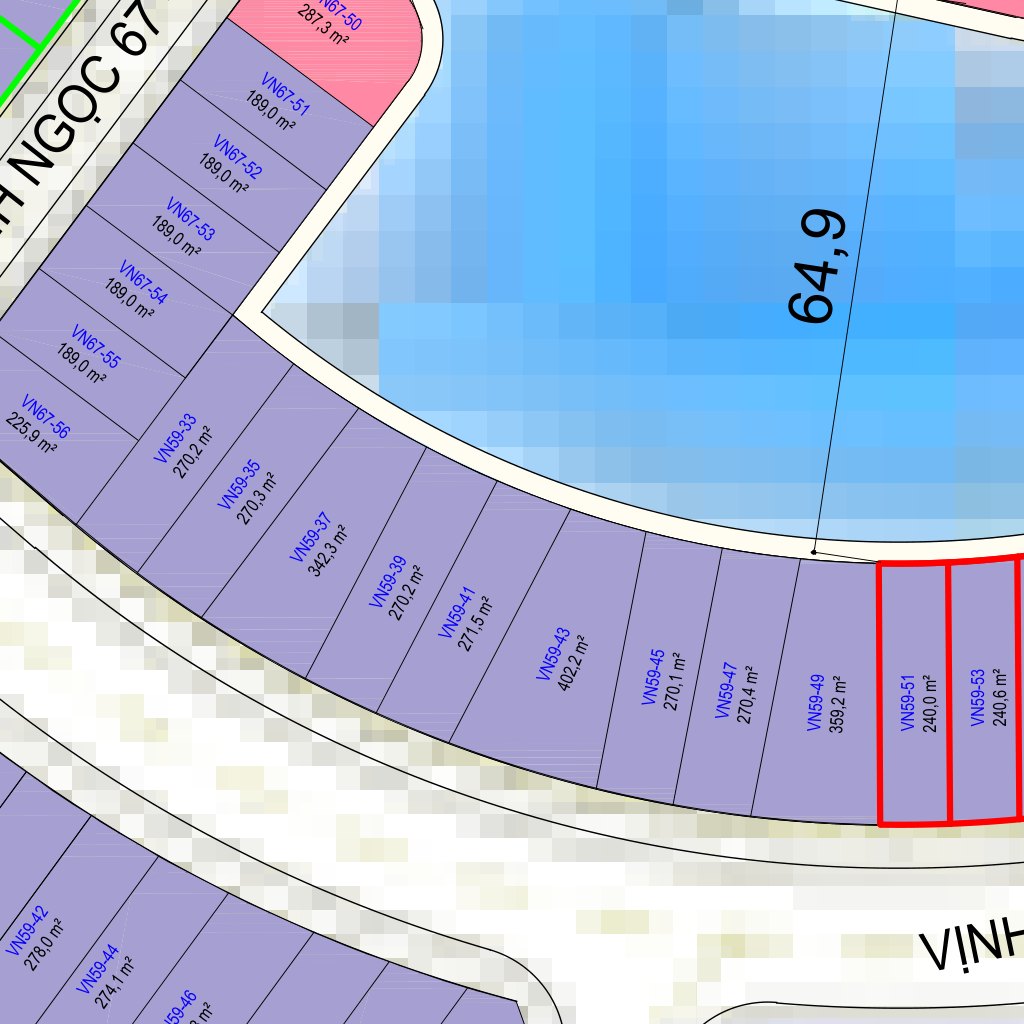 VN67-50
287,3 m²
H NGỌC 67
VN67-51
189,0 m²
VN67-52
189,0 m²
VN67-53
189,0 m²
VN67-54
189,0 m²
VN67-55
189,0 m²
VN67-56
225,9 m²
64,9
VN59-33
270,2 m²
VN59-35
270,3 m²
VN59-37
342,3 m²
VN59-39
270,2 m²
VN59-41
271,5 m²
VN59-43
402,2 m²
VN59-45
270,1 m²
VN59-47
270,4 m²
VN59-49
359,2 m²
VN59-51
240,0 m²
VN59-53
240,6 m²
VỊNH
VN59-42
278,0 m²
VN59-44
274,1 m²
59-46
m²